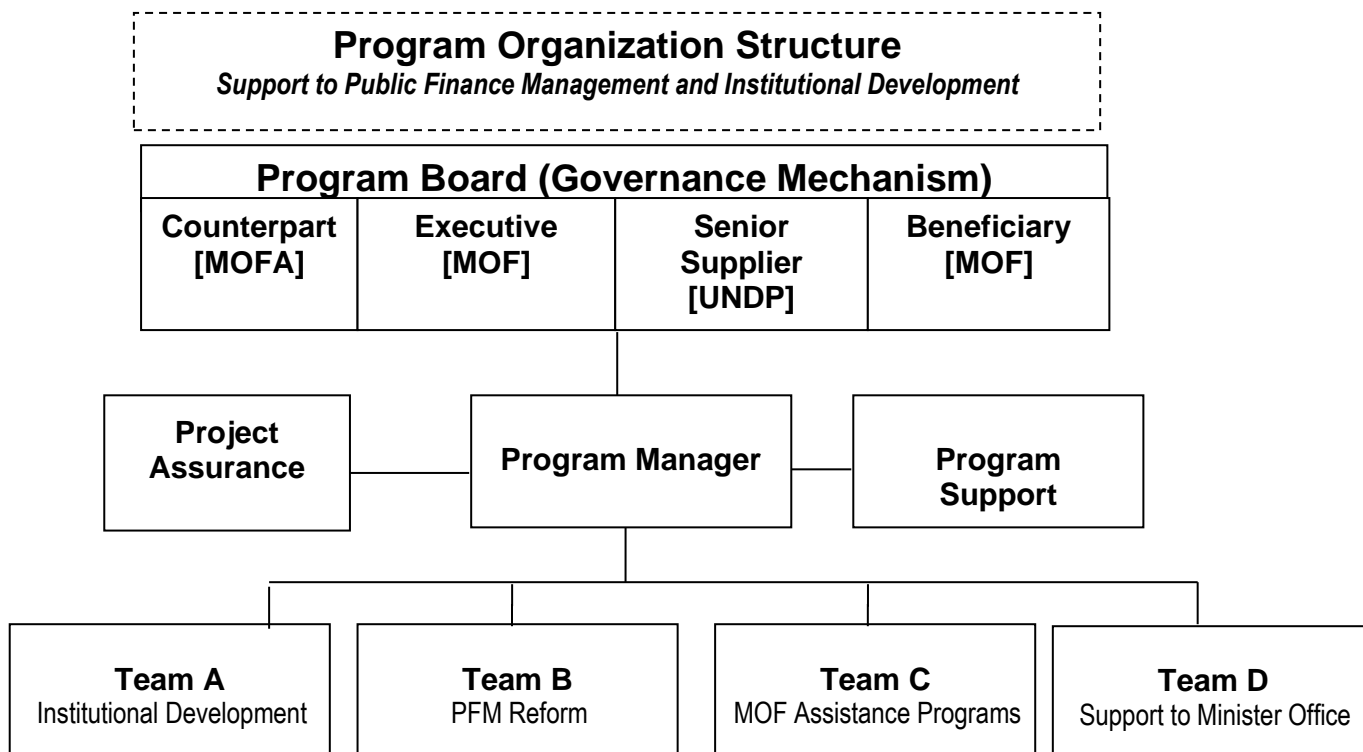 Program Organization Structure
Support to Public Finance Management and Institutional Development
Program Board (Governance Mechanism)
Counterpart
[MOFA]
Executive
[MOF]
Senior
Supplier
[UNDP]
Beneficiary
[MOF]
Project
Assurance
Program Manager
Program
Support
Team A
Institutional Development
Team B
PFM Reform
Team C
MOF Assistance Programs
Team D
Support to Minister Office